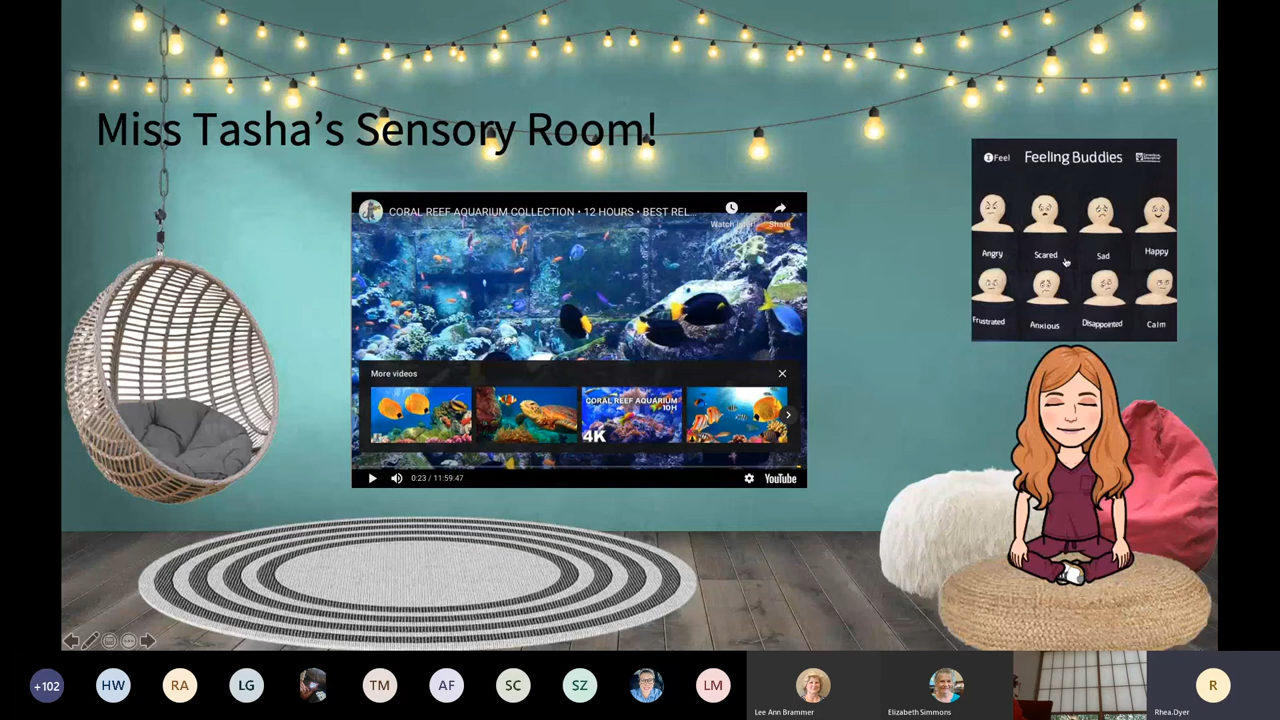 Miss Tasha's Sensory Room!
CORAL REEF AQUARIUM COLLECTION • 12 HOURS • BEST REL...
Watch later
Share
More videos
CORAL REEF AQUARIUM
10H
4K
0:23 / 11:59:47
YouTube
I Feel
Feeling Buddies
Angry
Scared
Sad
Happy
Frustrated
Anxious
Disappointed
Calm
+102
HW
RA
LG
TM
AF
SC
SZ
LM
Lee Ann Brammer
Elizabeth Simmons
R
Rhea.Dyer